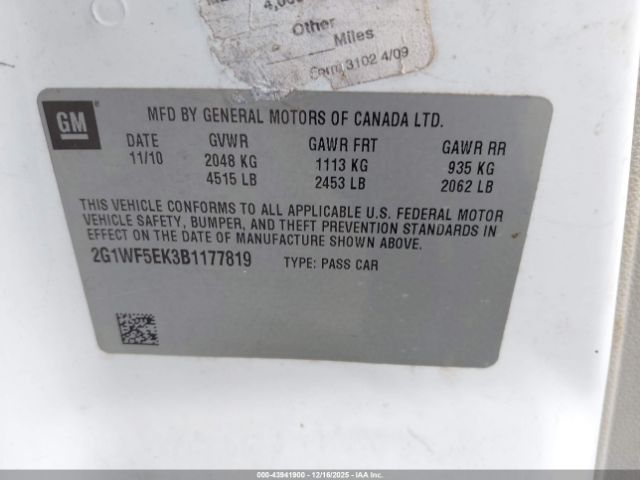 Other
Miles
3102 4/09
GM
MFD BY GENERAL MOTORS OF CANADA LTD.
DATE GVWR GAWR FRT GAWR RR
11/10 2048 KG 1113 KG 935 KG
4515 LB 2453 LB 2062 LB
THIS VEHICLE CONFORMS TO ALL APPLICABLE U.S. FEDERAL MOTOR
VEHICLE SAFETY, BUMPER, AND THEFT PREVENTION STANDARDS IN
EFFECT ON THE DATE OF MANUFACTURE SHOWN ABOVE.
2G1WF5EK3B1177819 TYPE: PASS CAR
000-43941900 - 12/16/2025 - IAA Inc.